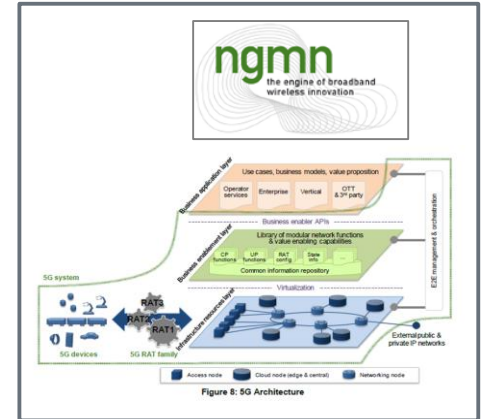 ngmn
the engine of broadband
wireless innovation
Business application layer
Use cases, business models, value proposition
Operator services
Enterprise
Vertical
OTT & 3rd party
Business enabler APIs
Business enablement layer
Library of modular network functions
& value enabling capabilities
CP functions
UP functions
RAT config
State info
...
Common information repository
E2E management & orchestration
5G system
Virtualization
RAT3
RAT2
RAT1
Infrastructure resources layer
5G devices
5G RAT family
External public &
private IP networks
Access node
Cloud node (edge & central)
Networking node
Figure 8: 5G Architecture